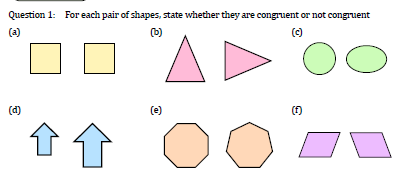 Question 1: For each pair of shapes, state whether they are congruent or not congruent
(a) (b) (c)
(d) (e) (f)